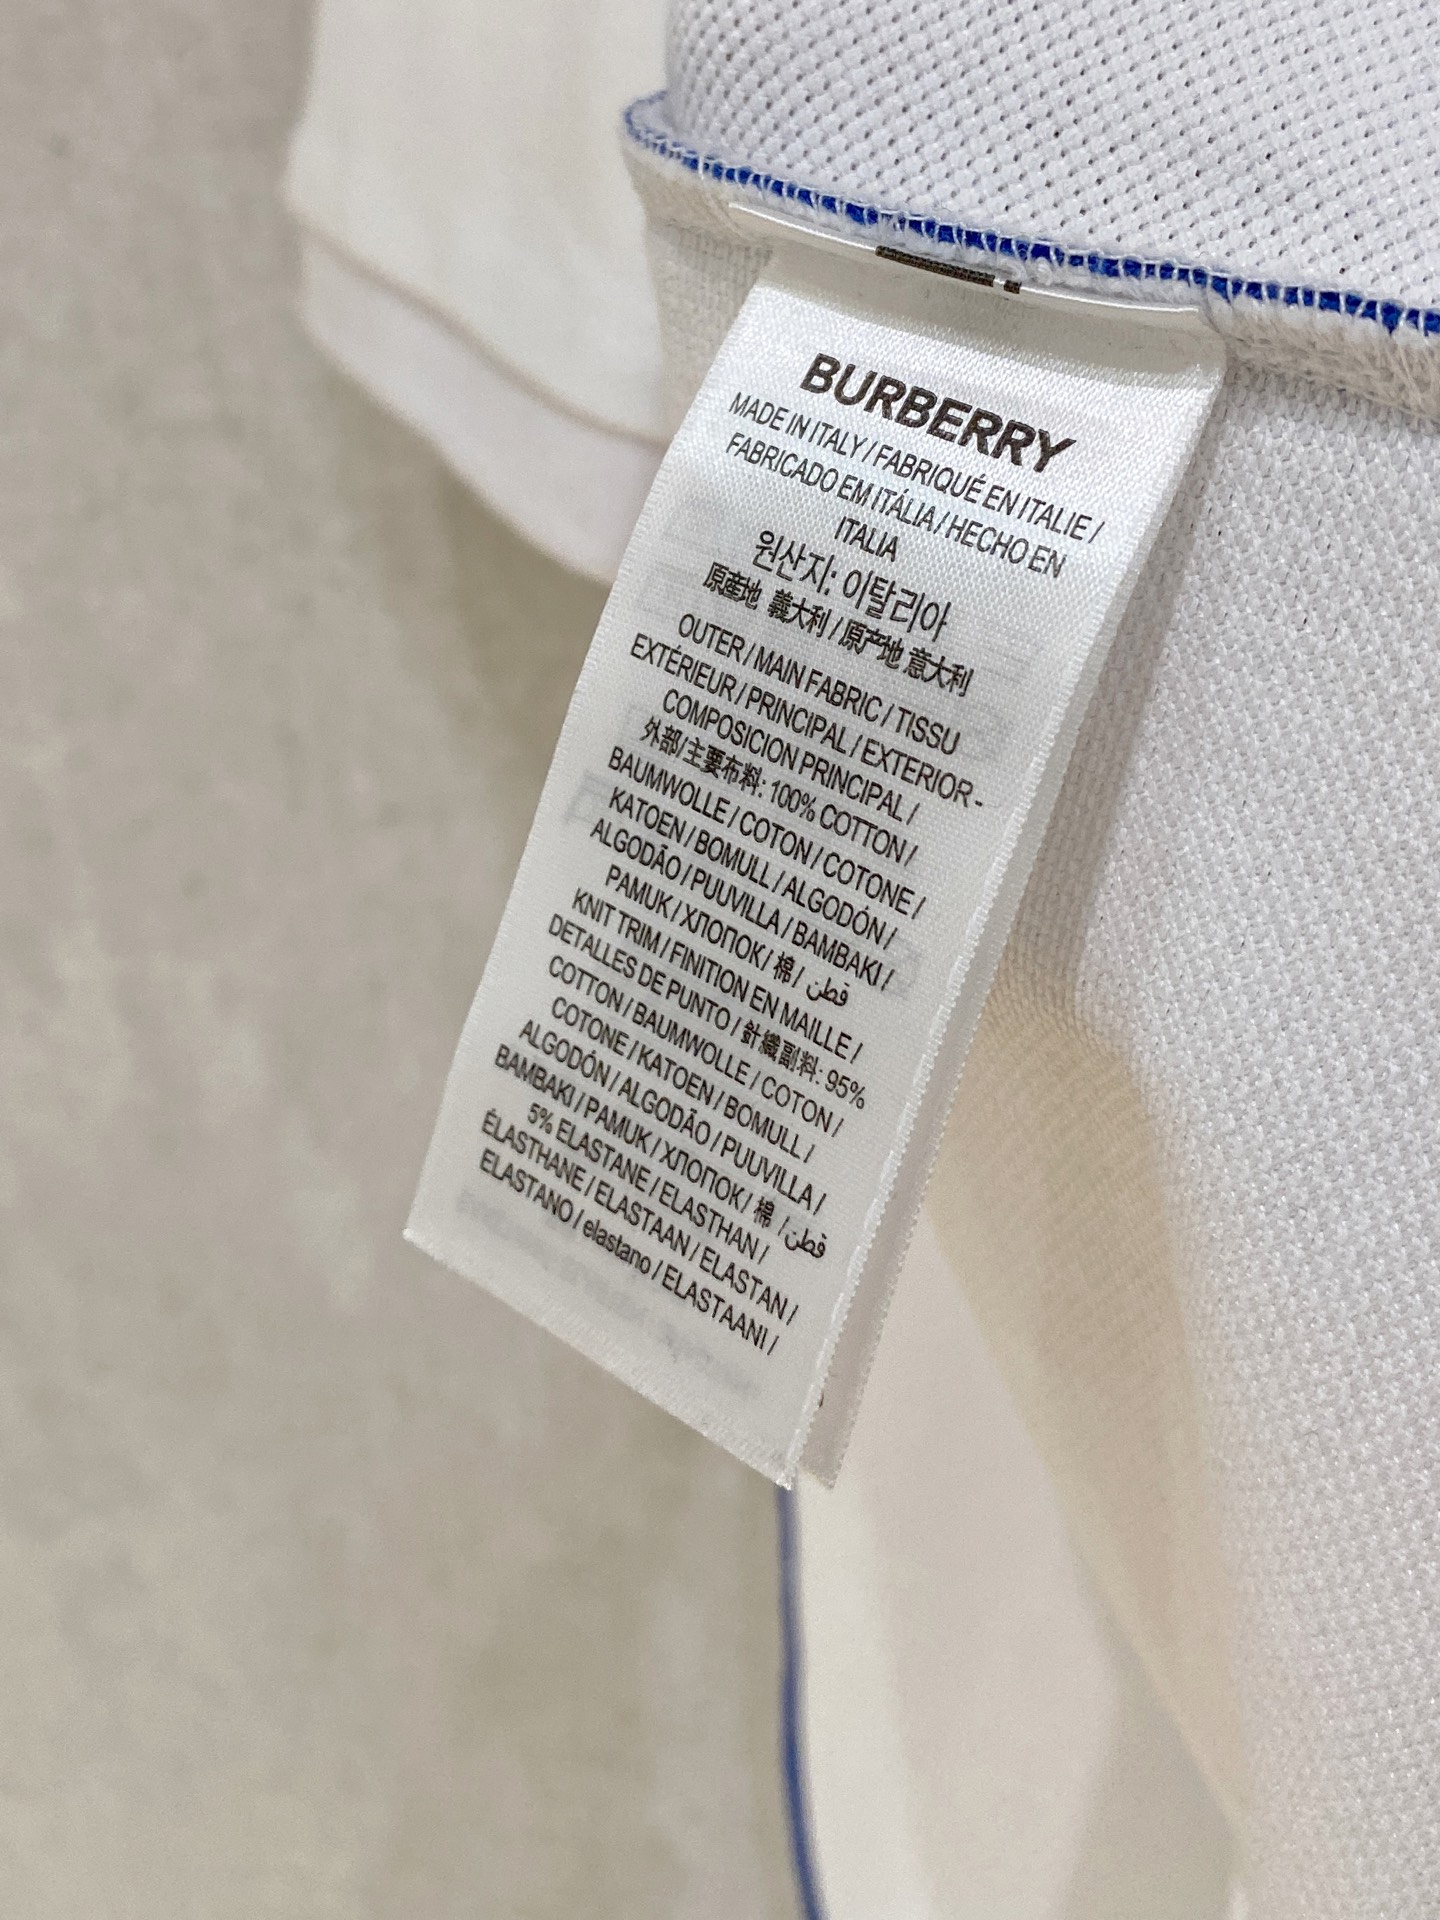 BURBERRY
MADE IN ITALY / FABRIQUÉ EN ITALIE /
FABRICADO EM ITÁLIA / HECHO EN
ITALIA
원산지: 이탈리아
原産地 義大利 / 原产地 意大利
OUTER / MAIN FABRIC / TISSU
EXTÉRIEUR / PRINCIPAL / EXTERIOR -
COMPOSICION PRINCIPAL /
外部/主要布料: 100% COTTON /
BAUMWOLLE / COTON / COTONE /
KATOEN / BOMULL / ALGODÓN /
ALGODÃO / PUUVILLA / BAMBAKI /
PAMUK / ХЛОПОК / 棉 / قطن
KNIT TRIM / FINITION EN MAILLE /
DETALLES DE PUNTO / 針織副料: 95%
COTTON / BAUMWOLLE / COTON /
COTONE / KATOEN / BOMULL /
ALGODÓN / ALGODÃO / PUUVILLA /
BAMBAKI / PAMUK / ХЛОПОК / 棉 / قطن
5% ELASTANE / ELASTHAN /
ÉLASTHANE / ELASTAAN / ELASTAN /
ELASTANO / elastano / ELASTAANI /